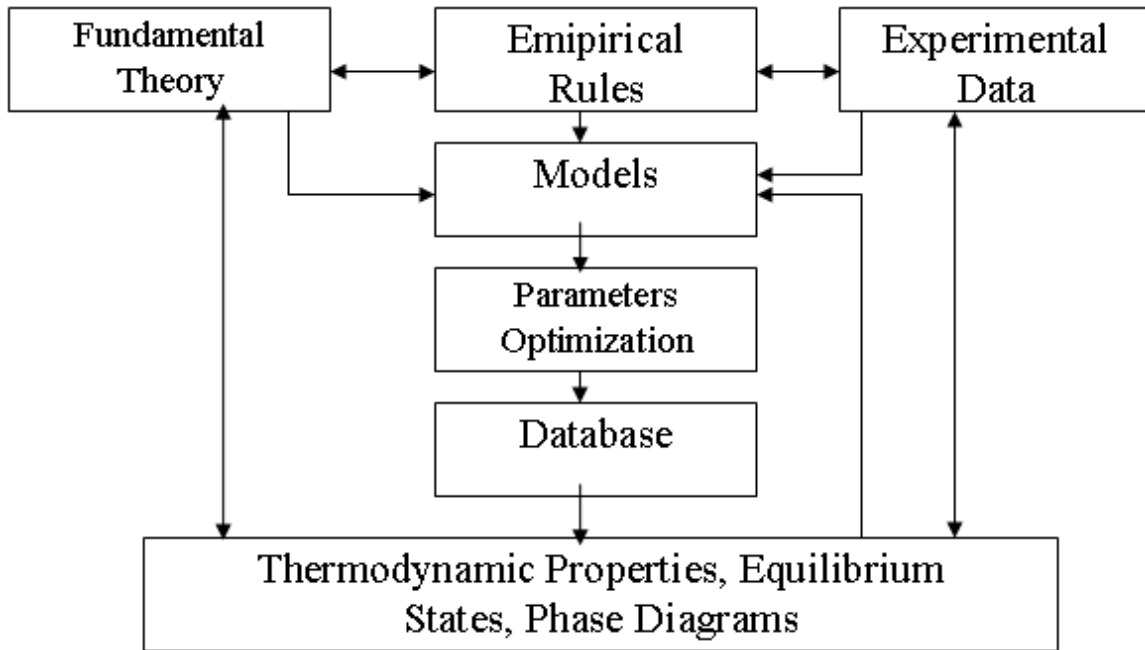 Fundamental
Theory
Emipirical
Rules
Experimental
Data
Models
Parameters
Optimization
Database
Thermodynamic Properties, Equilibrium
States, Phase Diagrams